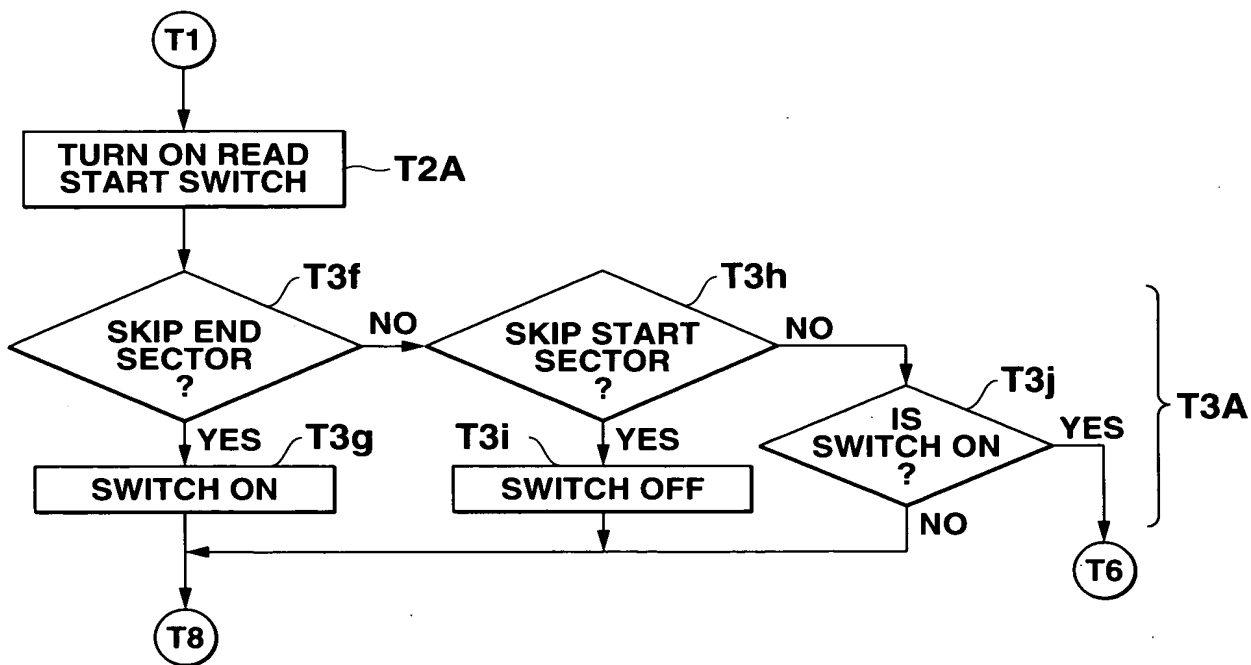 T1
TURN ON READ
START SWITCH
T2A
T3f
SKIP END
SECTOR
?
NO
YES
T3h
SKIP START
SECTOR
?
NO
YES
T3j
IS
SWITCH ON
?
YES
NO
T3A
T3g
SWITCH ON
T3i
SWITCH OFF
T6
T8